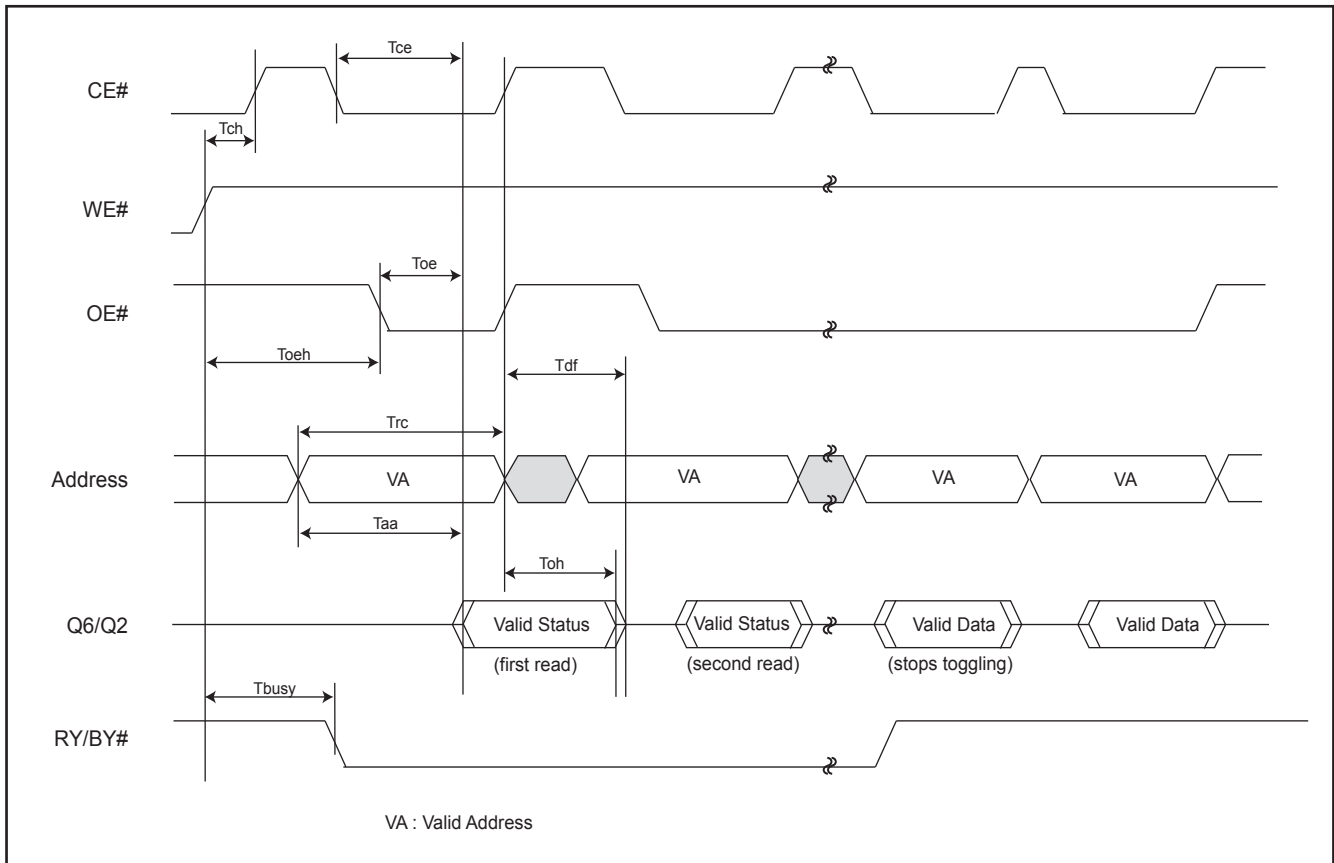 Tce
CE#
Tch
WE#
Toe
OE#
Toeh
Tdf
Trc
Address
VA
VA
VA
VA
Taa
Toh
Q6/Q2
Valid Status
Valid Status
Valid Data
Valid Data
(first read)
(second read)
(stops toggling)
Tbusy
RY/BY#
VA : Valid Address